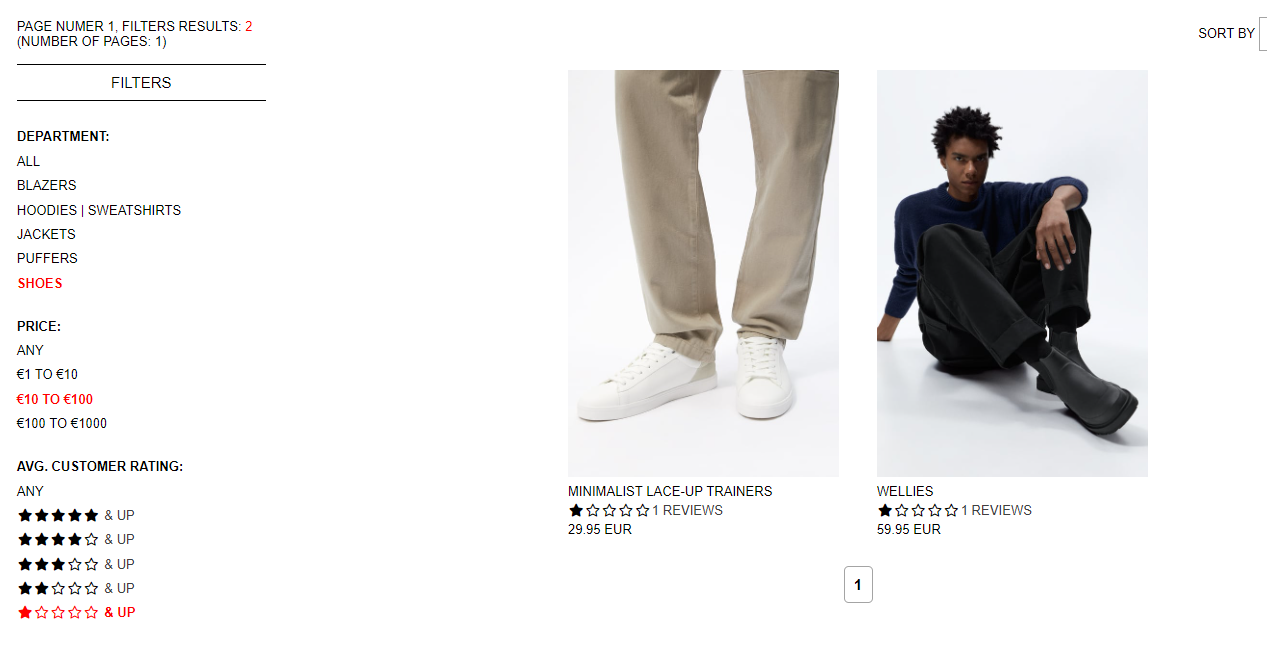 PAGE NUMER 1, FILTERS RESULTS: 2
(NUMBER OF PAGES: 1)
SORT BY
FILTERS
DEPARTMENT:
ALL
BLAZERS
HOODIES | SWEATSHIRTS
JACKETS
PUFFERS
SHOES
PRICE:
ANY
€1 TO €10
€10 TO €100
€100 TO €1000
AVG. CUSTOMER RATING:
ANY
& UP
& UP
& UP
& UP
& UP
MINIMALIST LACE-UP TRAINERS
1 REVIEWS
29.95 EUR
WELLIES
1 REVIEWS
59.95 EUR
1